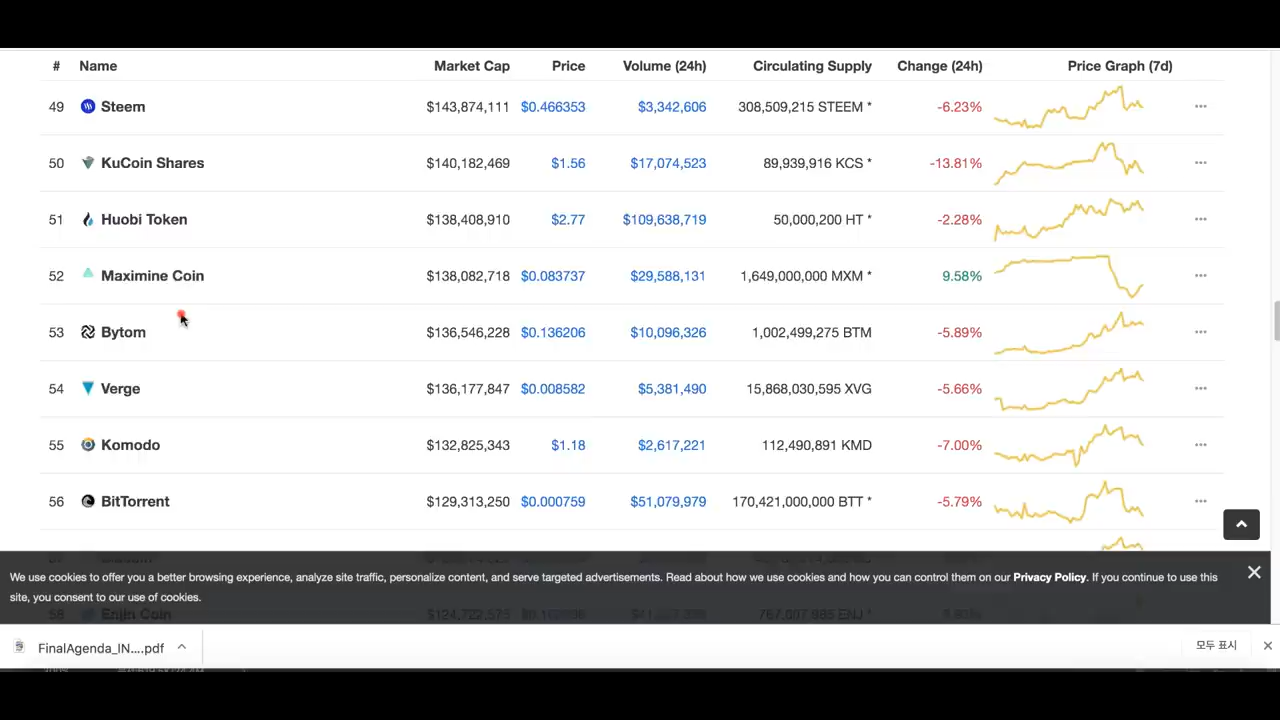 # Name Market Cap Price Volume (24h) Circulating Supply Change (24h) Price Graph (7d)
49 Steem $143,874,111 $0.466353 $3,342,606 308,509,215 STEEM * -6.23%
50 KuCoin Shares $140,182,469 $1.56 $17,074,523 89,939,916 KCS * -13.81%
51 Huobi Token $138,408,910 $2.77 $109,638,719 50,000,200 HT * -2.28%
52 Maximine Coin $138,082,718 $0.083737 $29,588,131 1,649,000,000 MXM * 9.58%
53 Bytom $136,546,228 $0.136206 $10,096,326 1,002,499,275 BTM -5.89%
54 Verge $136,177,847 $0.008582 $5,381,490 15,868,030,595 XVG -5.66%
55 Komodo $132,825,343 $1.18 $2,617,221 112,490,891 KMD -7.00%
56 BitTorrent $129,313,250 $0.000759 $51,079,979 170,421,000,000 BTT * -5.79%
We use cookies to offer you a better browsing experience, analyze site traffic, personalize content, and serve targeted advertisements. Read about how we use cookies and how you can control them on our Privacy Policy. If you continue to use this
site, you consent to our use of cookies.
58 Enjin Coin ENJ *
FinalAgenda_IN....pdf 모두 표시